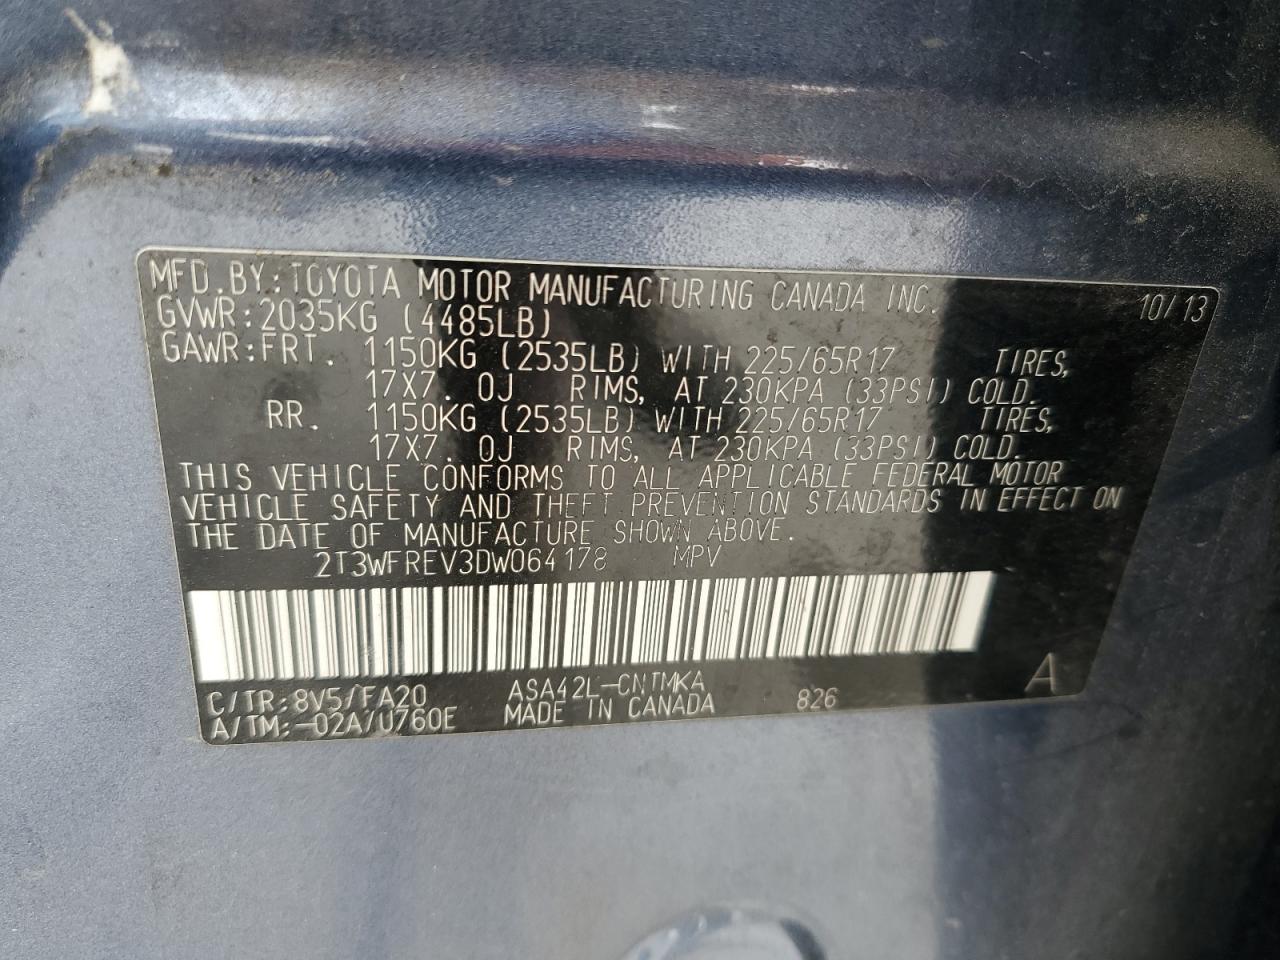 MFD. BY: TOYOTA MOTOR MANUFACTURING CANADA INC. 10/13
GVWR: 2035KG (4485LB)
GAWR: FRT. 1150KG (2535LB) WITH 225/65R17 TIRES,
17X7. 0J RIMS, AT 230KPA (33PSI) COLD.
RR. 1150KG (2535LB) WITH 225/65R17 TIRES,
17X7. 0J RIMS, AT 230KPA (33PSI) COLD.
THIS VEHICLE CONFORMS TO ALL APPLICABLE FEDERAL MOTOR
VEHICLE SAFETY AND THEFT PREVENTION STANDARDS IN EFFECT ON
THE DATE OF MANUFACTURE SHOWN ABOVE.
2T3WFREV3DW064178 MPV
C/TR: 8V5/FA20 ASA42L-CNTMKA 826 A
A/TM: -02A/U760E MADE IN CANADA